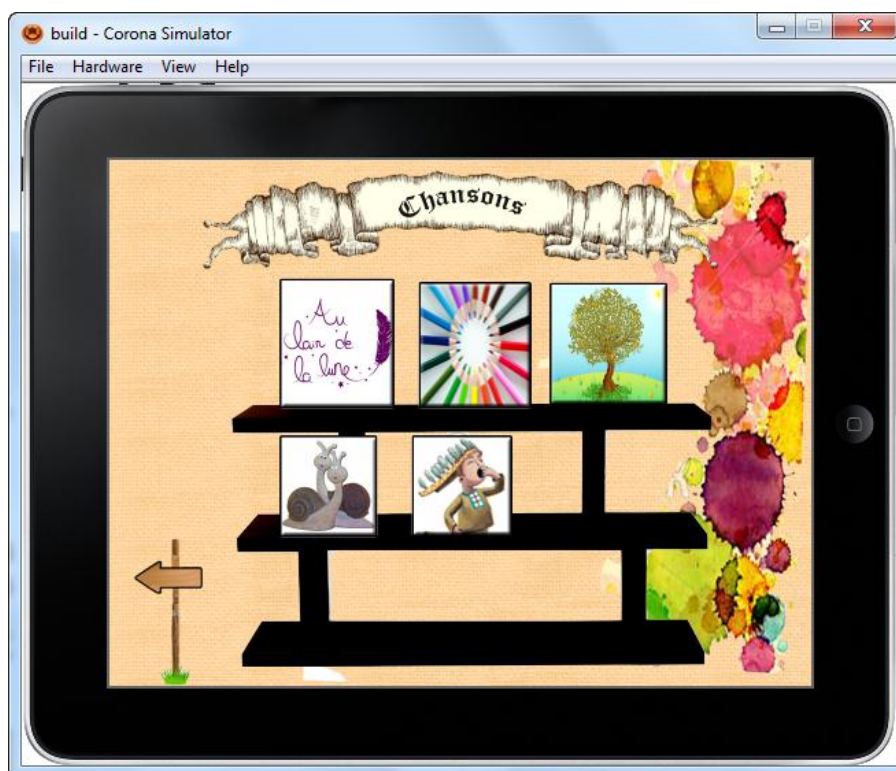 build - Corona Simulator
File Hardware View Help
Chansons
Au
clair de
la lune